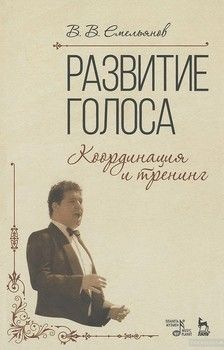 В. В. Емельянов
РАЗВИТИЕ
ГОЛОСА
Координация и тренинг